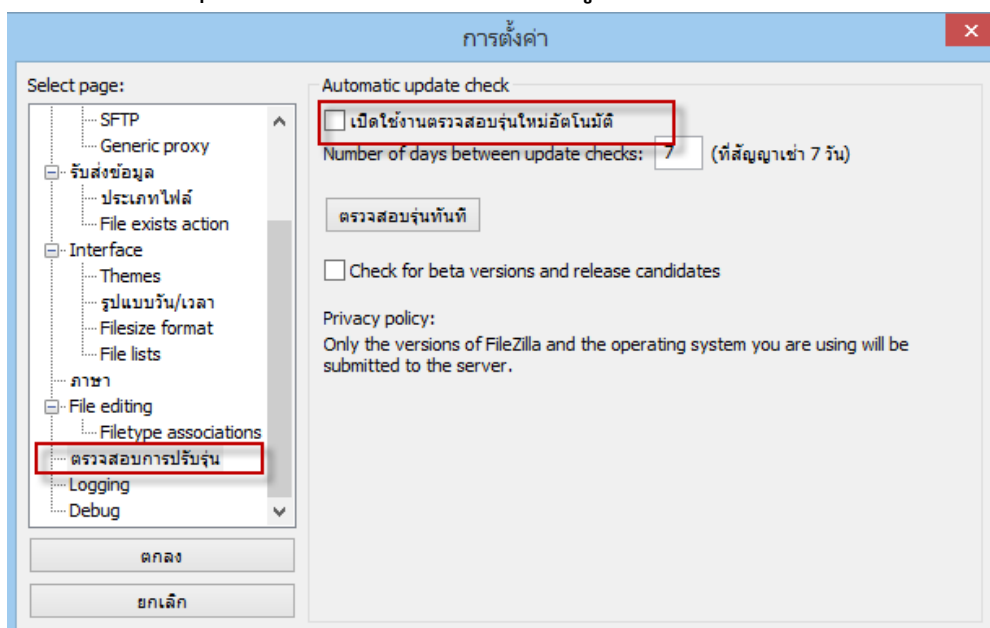 การตั้งค่า
Select page:
SFTP
Generic proxy
รับส่งข้อมูล
ประเภทไฟล์
File exists action
Interface
Themes
รูปแบบวัน/เวลา
Filesize format
File lists
ภาษา
File editing
Filetype associations
ตรวจสอบการปรับรุ่น
Logging
Debug
ตกลง
ยกเลิก
Automatic update check
เปิดใช้งานตรวจสอบรุ่นใหม่อัตโนมัติ
Number of days between update checks: 7 (ที่สัญญาเช่า 7 วัน)
ตรวจสอบรุ่นทันที
Check for beta versions and release candidates
Privacy policy:
Only the versions of FileZilla and the operating system you are using will be
submitted to the server.